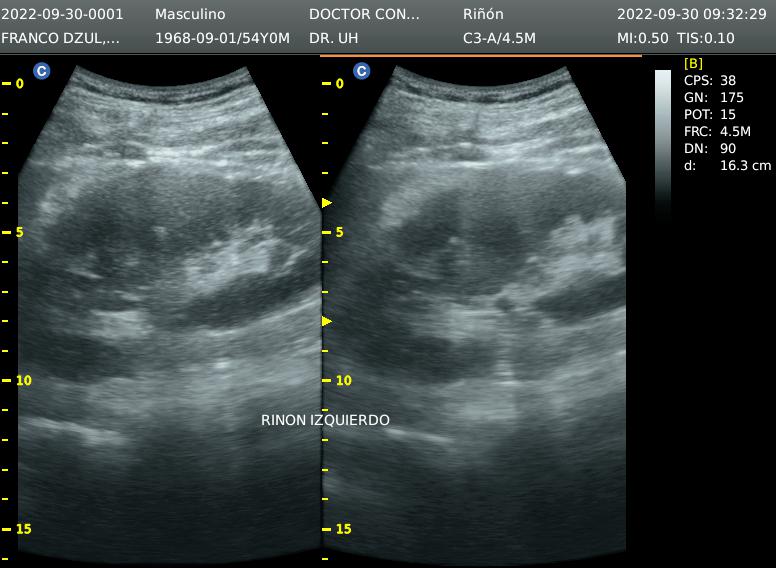 2022-09-30-0001 Masculino DOCTOR CON... Riñón 2022-09-30 09:32:29
FRANCO DZUL,... 1968-09-01/54Y0M DR. UH C3-A/4.5M MI:0.50 TIS:0.10
C C
[B]
CPS: 38
GN: 175
POT: 15
FRC: 4.5M
DN: 90
d: 16.3 cm
0 0
5 5
10 10
RINON IZQUIERDO
15 15